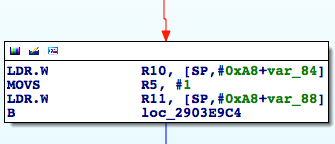 LDR.W R10, [SP,#0xA8+var_84]
MOVS R5, #1
LDR.W R11, [SP,#0xA8+var_88]
B loc_2903E9C4